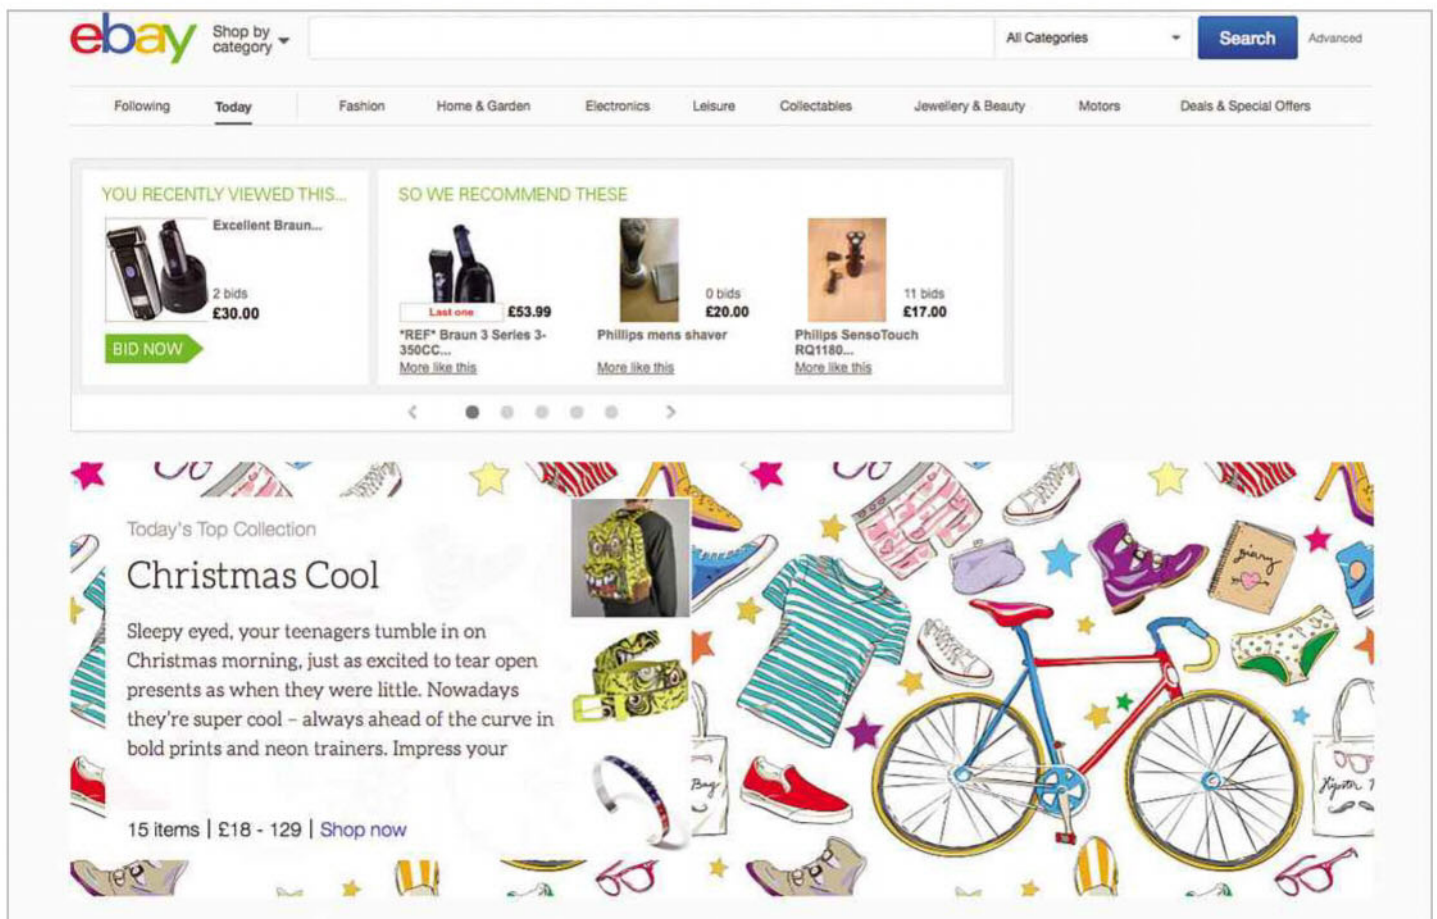 ebay
Shop by
category
All Categories
Search
Advanced
Following
Today
Fashion
Home & Garden
Electronics
Leisure
Collectables
Jewellery & Beauty
Motors
Deals & Special Offers
YOU RECENTLY VIEWED THIS...
Excellent Braun...
2 bids
£30.00
BID NOW
SO WE RECOMMEND THESE
Last one
£53.99
*REF* Braun 3 Series 3-
350CC...
More like this
0 bids
£20.00
Phillips mens shaver
More like this
11 bids
£17.00
Philips SensoTouch
RQ1180...
More like this
Today's Top Collection
Christmas Cool
Sleepy eyed, your teenagers tumble in on
Christmas morning, just as excited to tear open
presents as when they were little. Nowadays
they're super cool – always ahead of the curve in
bold prints and neon trainers. Impress your
15 items | £18 - 129 | Shop now
diary
Bag
Hipster